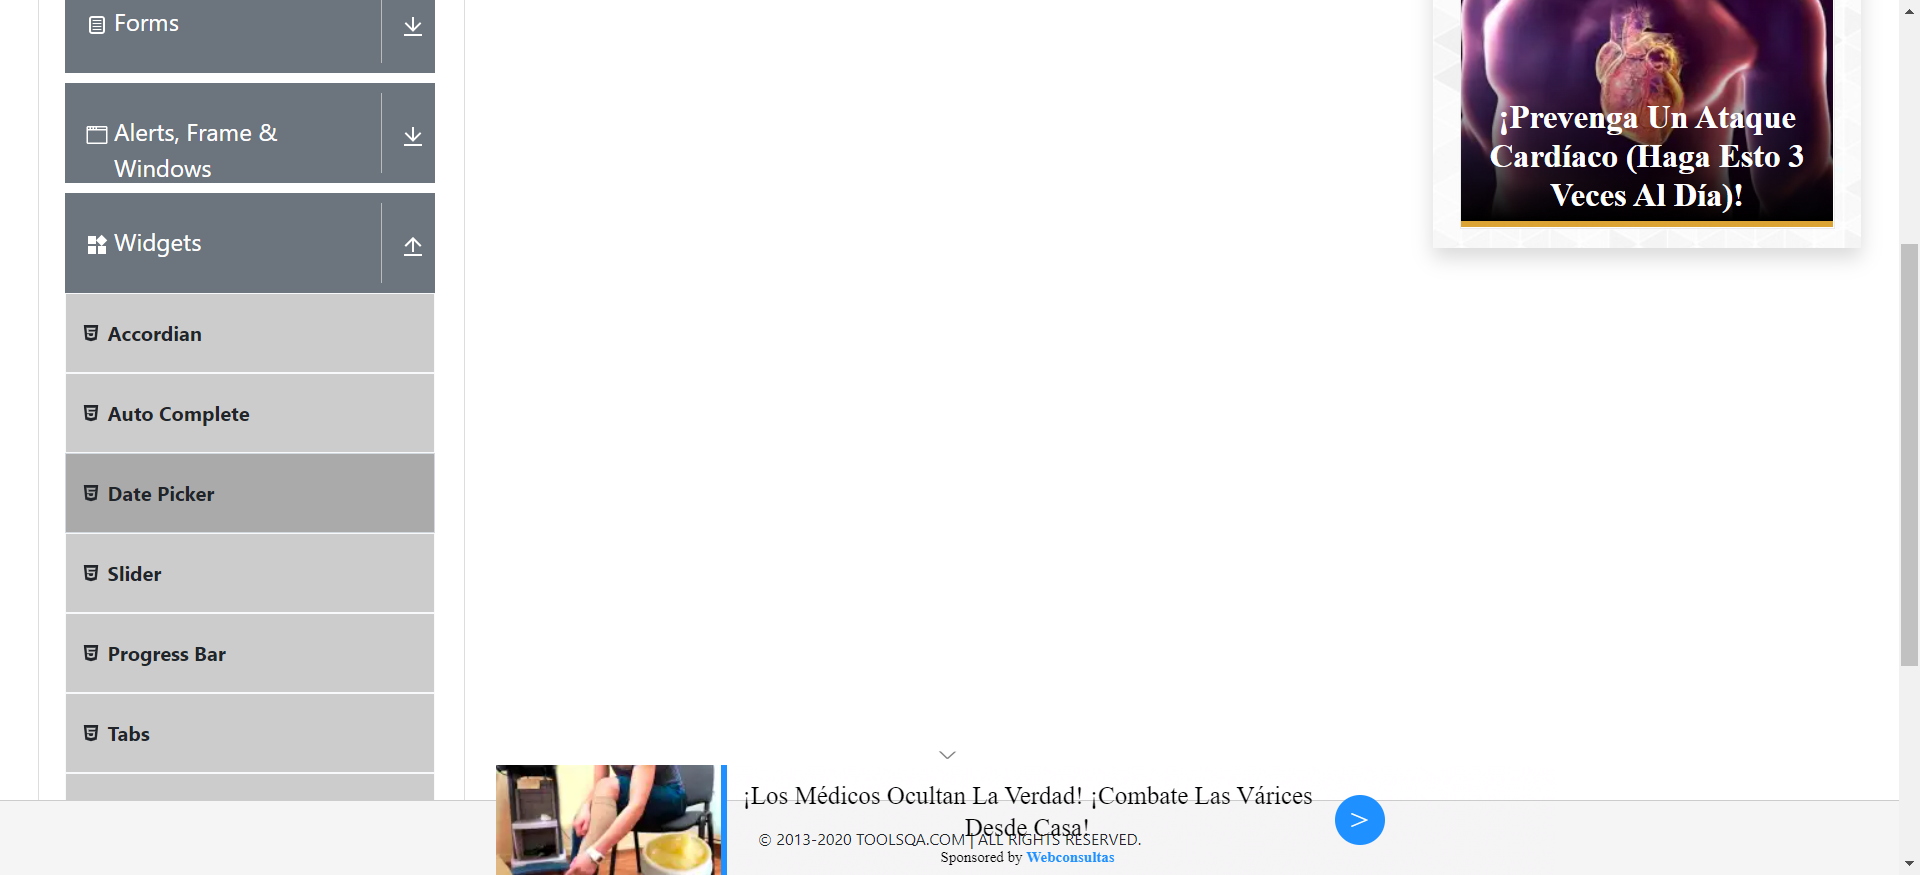 Forms
Alerts, Frame &
Windows
Widgets
Accordian
Auto Complete
Date Picker
Slider
Progress Bar
Tabs
¡Prevenga Un Ataque
Cardíaco (Haga Esto 3
Veces Al Día)!
¡Los Médicos Ocultan La Verdad! ¡Combate Las Várices
Desde Casa!
© 2013-2020 TOOLSQA.COM | ALL RIGHTS RESERVED.
Sponsored by Webconsultas